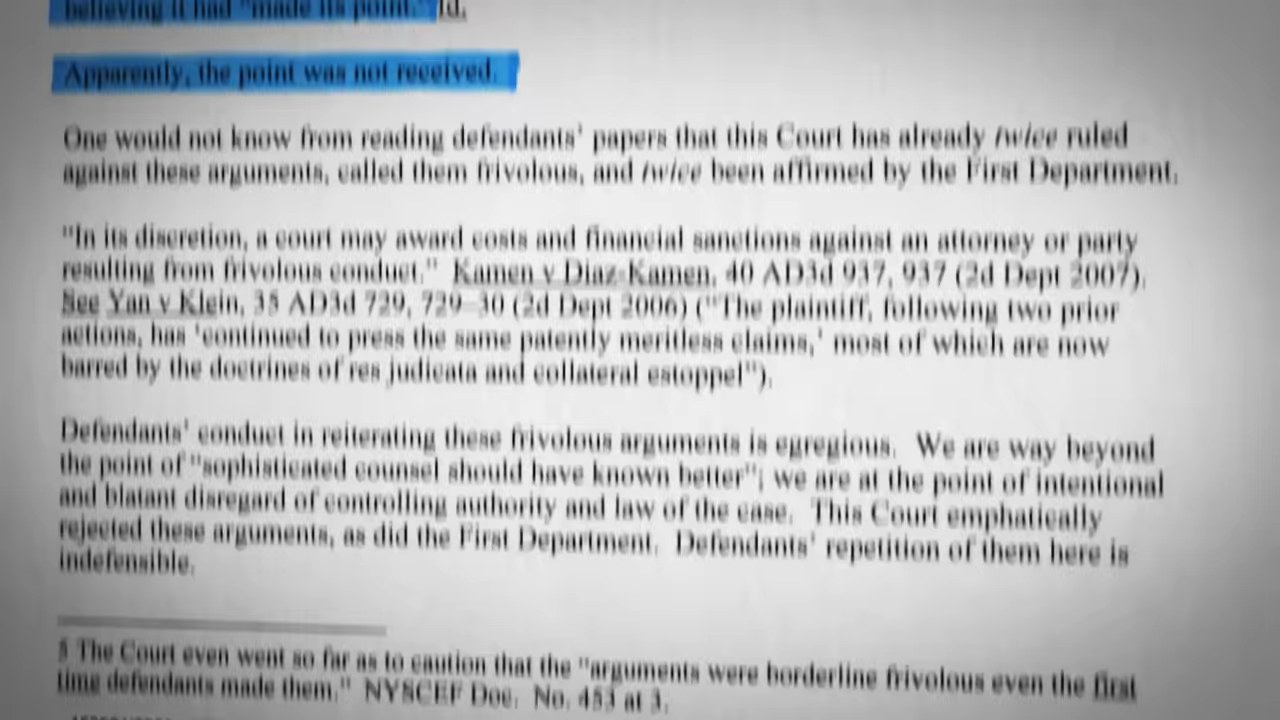 believing it had "made its point." Id.
Apparently, the point was not received.
One would not know from reading defendants' papers that this Court has already twice ruled
against these arguments, called them frivolous, and twice been affirmed by the First Department.
"In its discretion, a court may award costs and financial sanctions against an attorney or party
resulting from frivolous conduct." Kamen v Diaz-Kamen, 40 AD3d 937, 937 (2d Dept 2007).
See Yan v Klein, 35 AD3d 729, 729-30 (2d Dept 2006) ("The plaintiff, following two prior
actions, has 'continued to press the same patently meritless claims,' most of which are now
barred by the doctrines of res judicata and collateral estoppel").
Defendants' conduct in reiterating these frivolous arguments is egregious. We are way beyond
the point of "sophisticated counsel should have known better"; we are at the point of intentional
and blatant disregard of controlling authority and law of the case. This Court emphatically
rejected these arguments, as did the First Department. Defendants' repetition of them here is
indefensible.
5 The Court even went so far as to caution that the "arguments were borderline frivolous even the first
time defendants made them." NYSCEF Doc. No. 453 at 3.